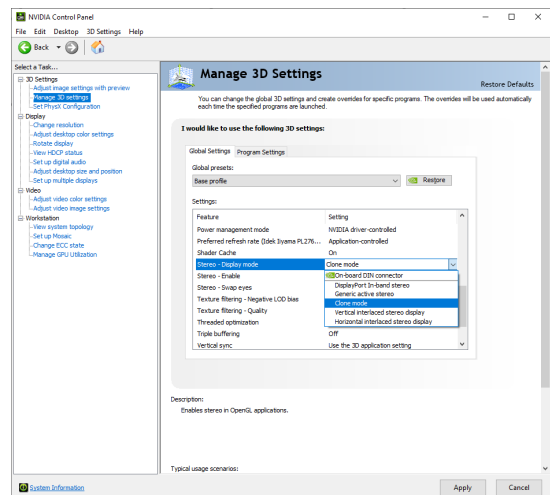 NVIDIA Control Panel
File Edit Desktop 3D Settings Help
Back
Select a Task...
3D Settings
Adjust image settings with preview
Manage 3D settings
Set PhysX Configuration
Display
Change resolution
Adjust desktop color settings
Rotate display
View HDCP status
Set up digital audio
Adjust desktop size and position
Set up multiple displays
Video
Adjust video color settings
Adjust video image settings
Workstation
View system topology
Set up Mosaic
Change ECC state
Manage GPU Utilization
System Information
Manage 3D Settings
Restore Defaults
You can change the global 3D settings and create overrides for specific programs. The overrides will be used automatically
each time the specified programs are launched.
I would like to use the following 3D settings:
Global Settings Program Settings
Global presets:
Base profile Restore
Settings:
Feature Setting
Power management mode NVIDIA driver-controlled
Preferred refresh rate (Idek Iiyama PL276... Application-controlled
Shader Cache On
Stereo - Display mode Clone mode
Stereo - Enable On-board DIN connector
Stereo - Swap eyes DisplayPort In-band stereo
Generic active stereo
Texture filtering - Negative LOD bias Clone mode
Texture filtering - Quality Vertical interlaced stereo display
Threaded optimization Horizontal interlaced stereo display
Triple buffering Off
Vertical sync Use the 3D application setting
Description:
Enables stereo in OpenGL applications.
Typical usage scenarios:
Apply Cancel